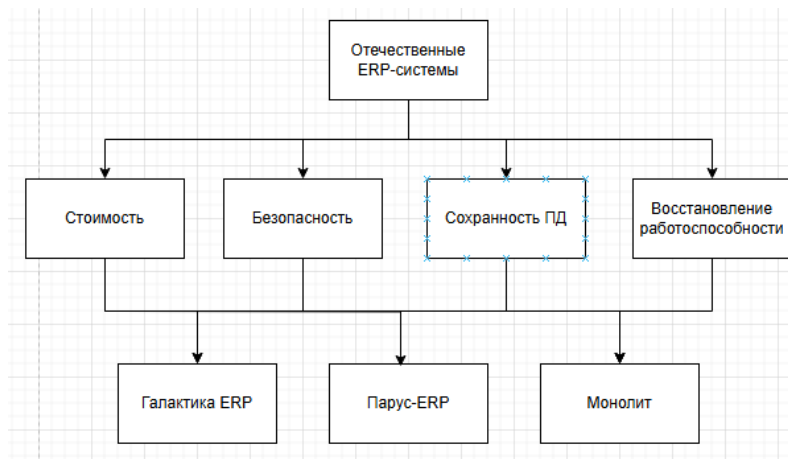 Отечественные
ERP-системы
Стоимость
Безопасность
Сохранность ПД
Восстановление
работоспособности
Галактика ERP
Парус-ERP
Монолит